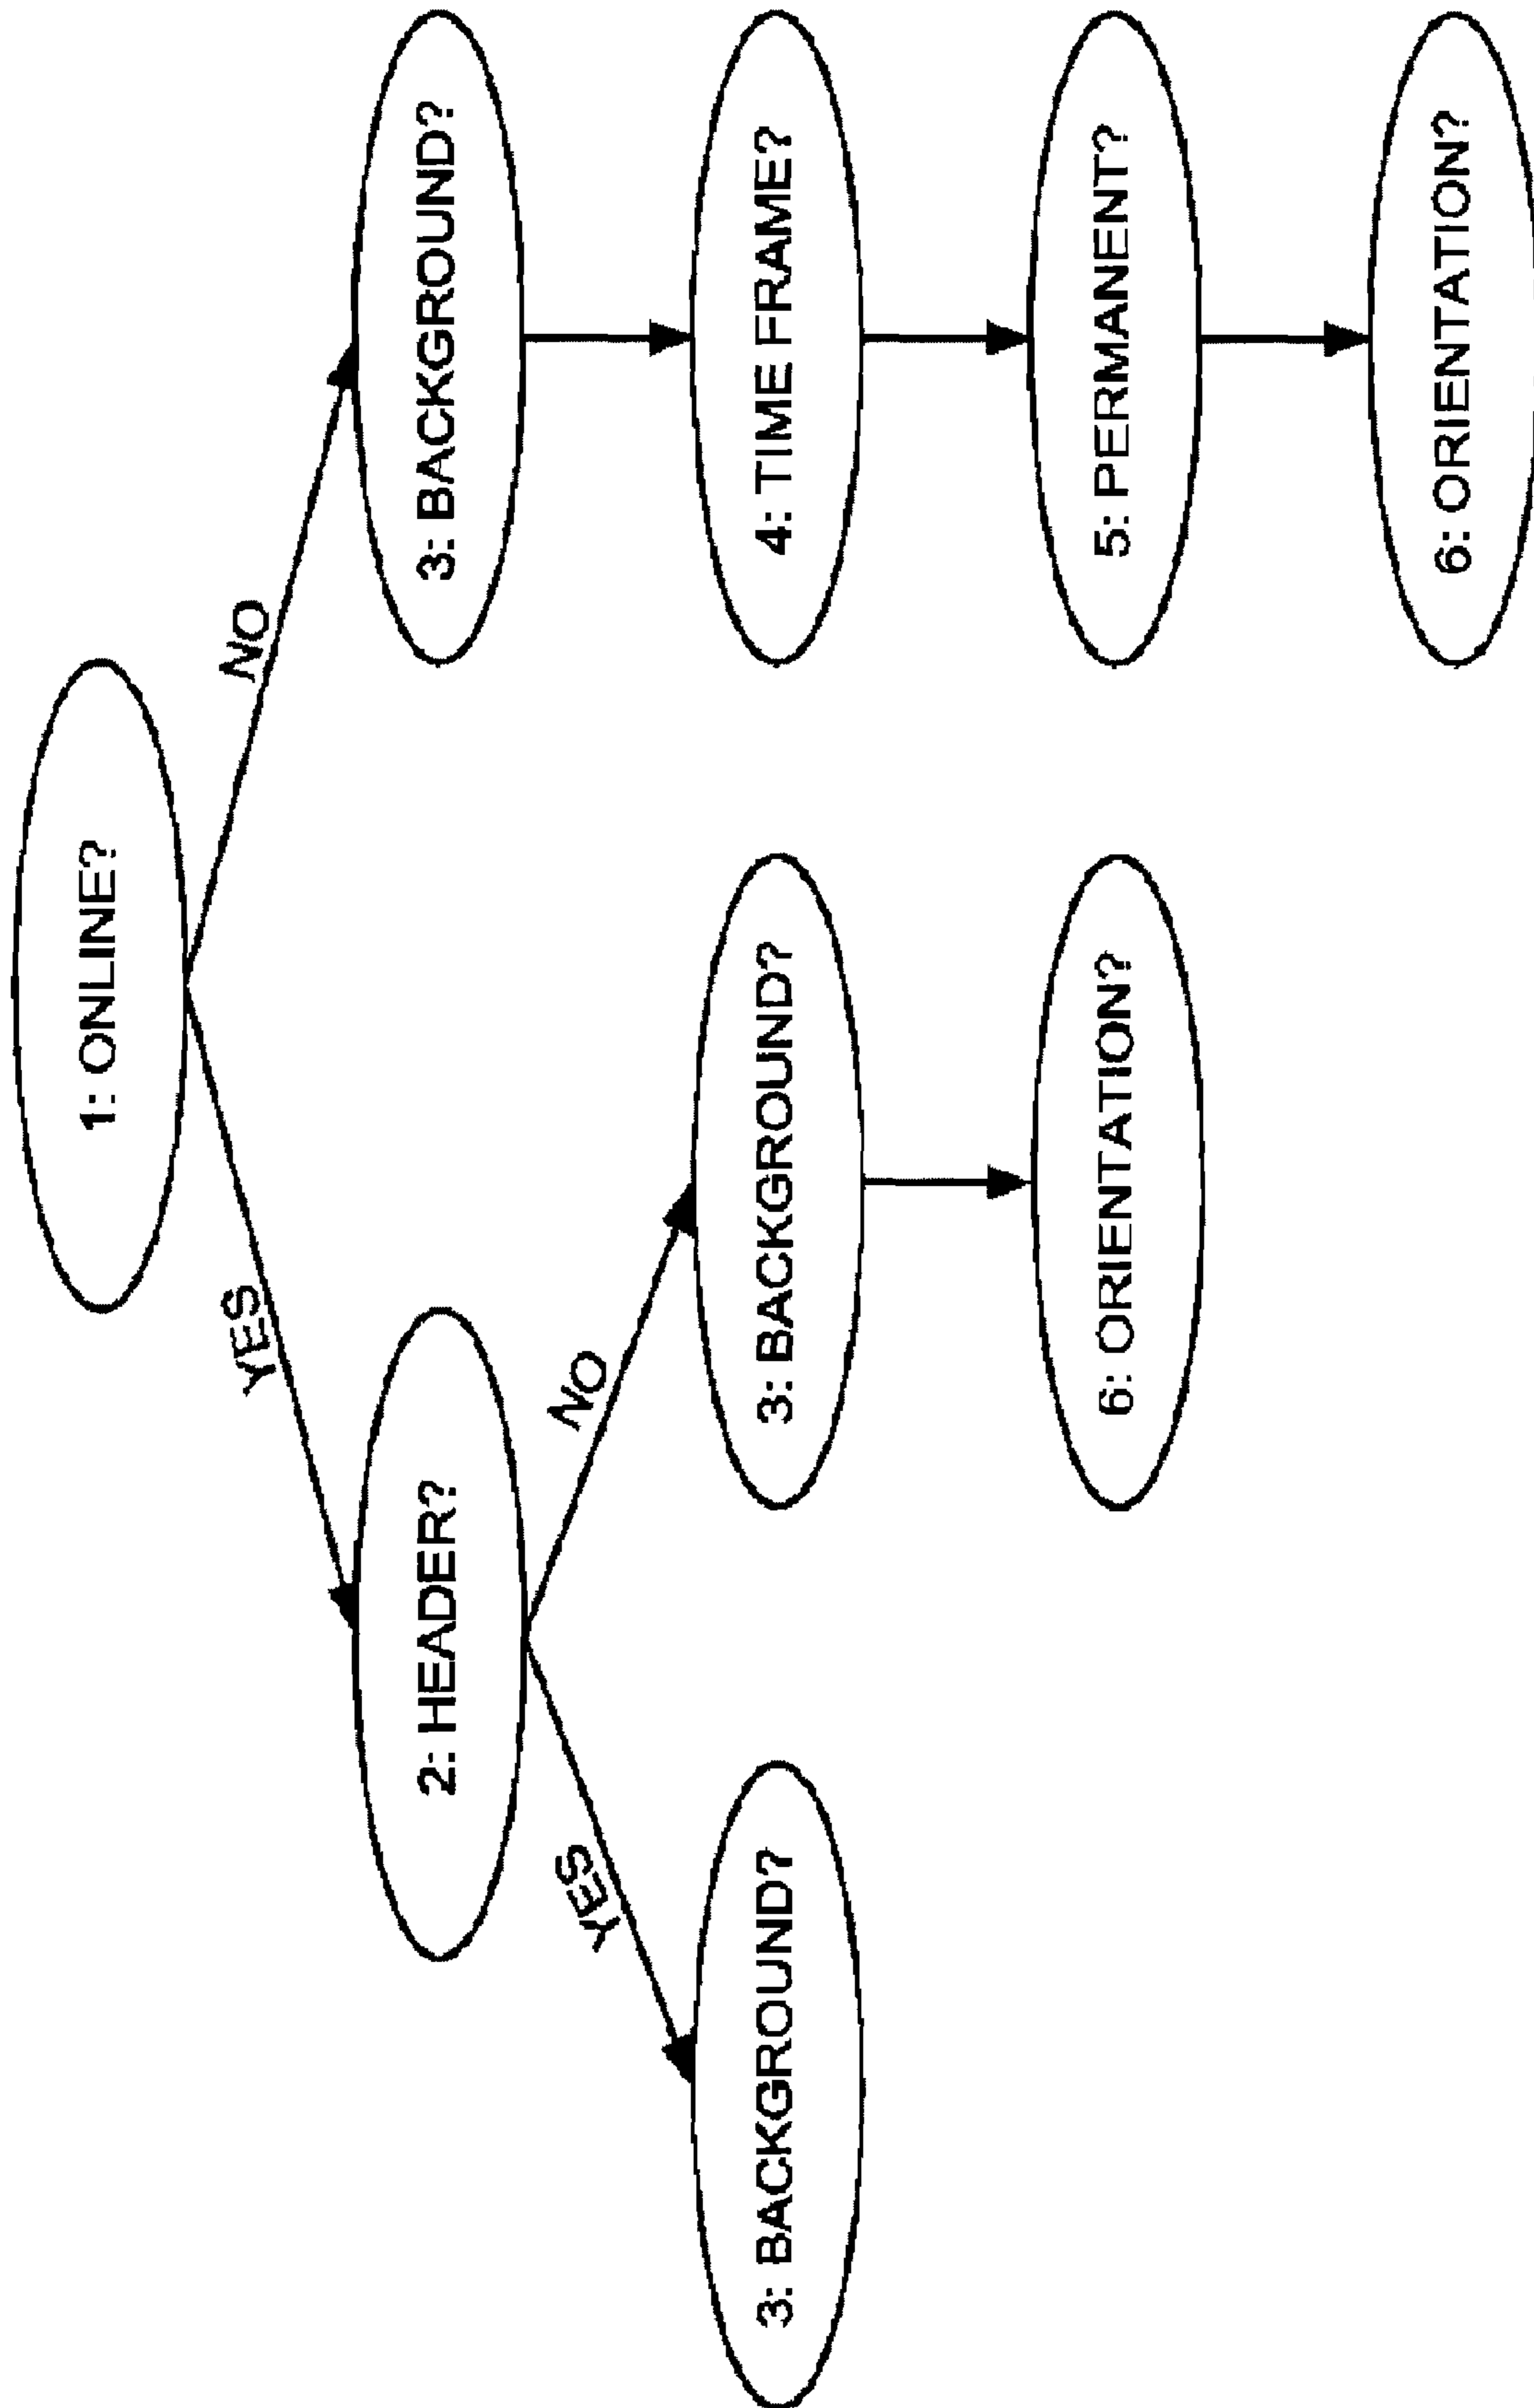 1: ONLINE?
YES
NO
2: HEADER?
3: BACKGROUND?
YES
NO
3: BACKGROUND?
3: BACKGROUND?
4: TIME FRAME?
6: ORIENTATION?
5: PERMANENT?
6: ORIENTATION?